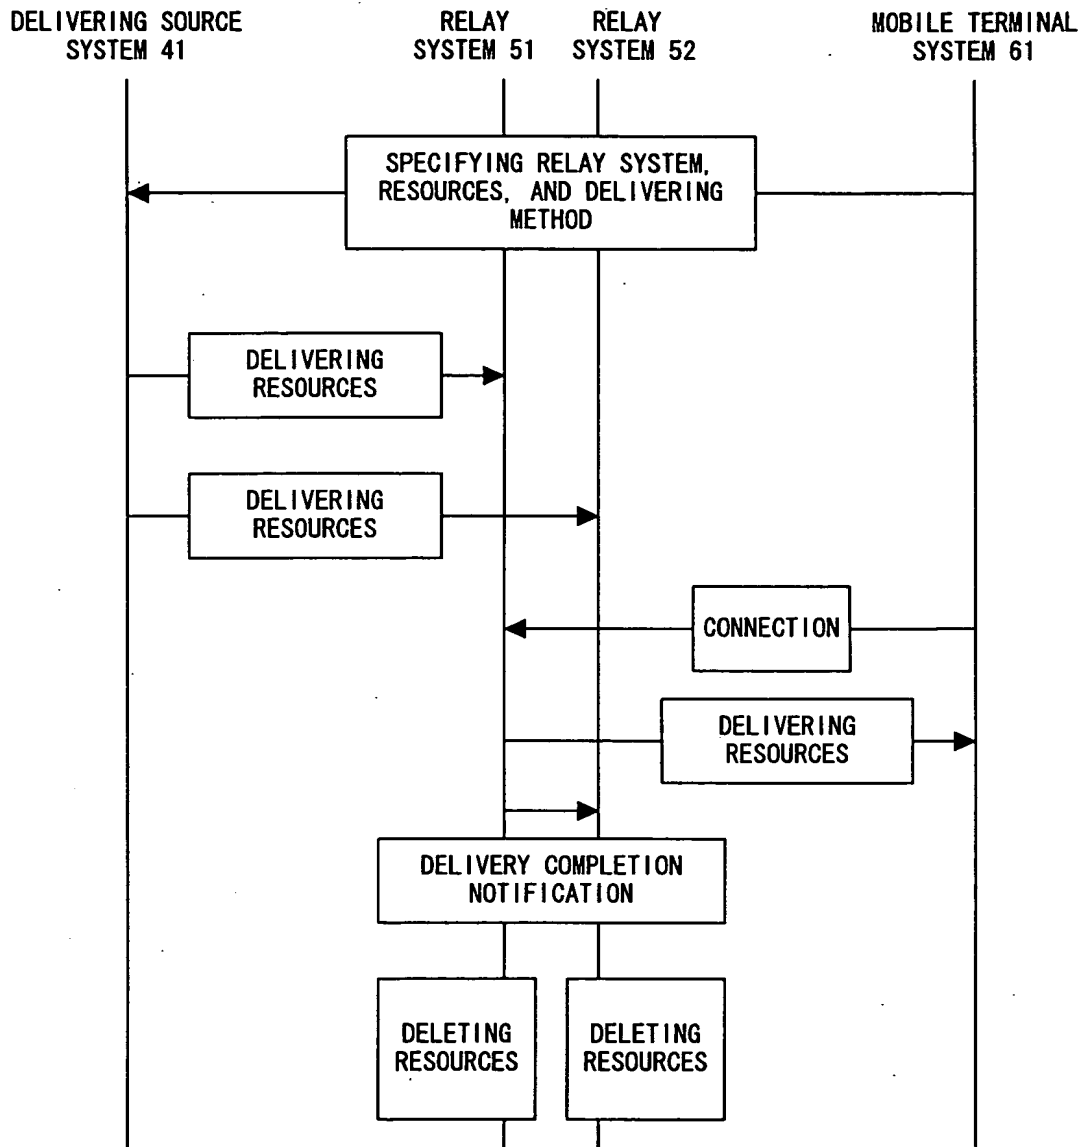 DELIVERING SOURCE
SYSTEM 41
RELAY
SYSTEM 51
RELAY
SYSTEM 52
MOBILE TERMINAL
SYSTEM 61
SPECIFYING RELAY SYSTEM,
RESOURCES, AND DELIVERING
METHOD
DELIVERING
RESOURCES
DELIVERING
RESOURCES
CONNECTION
DELIVERING
RESOURCES
DELIVERY COMPLETION
NOTIFICATION
DELETING
RESOURCES
DELETING
RESOURCES